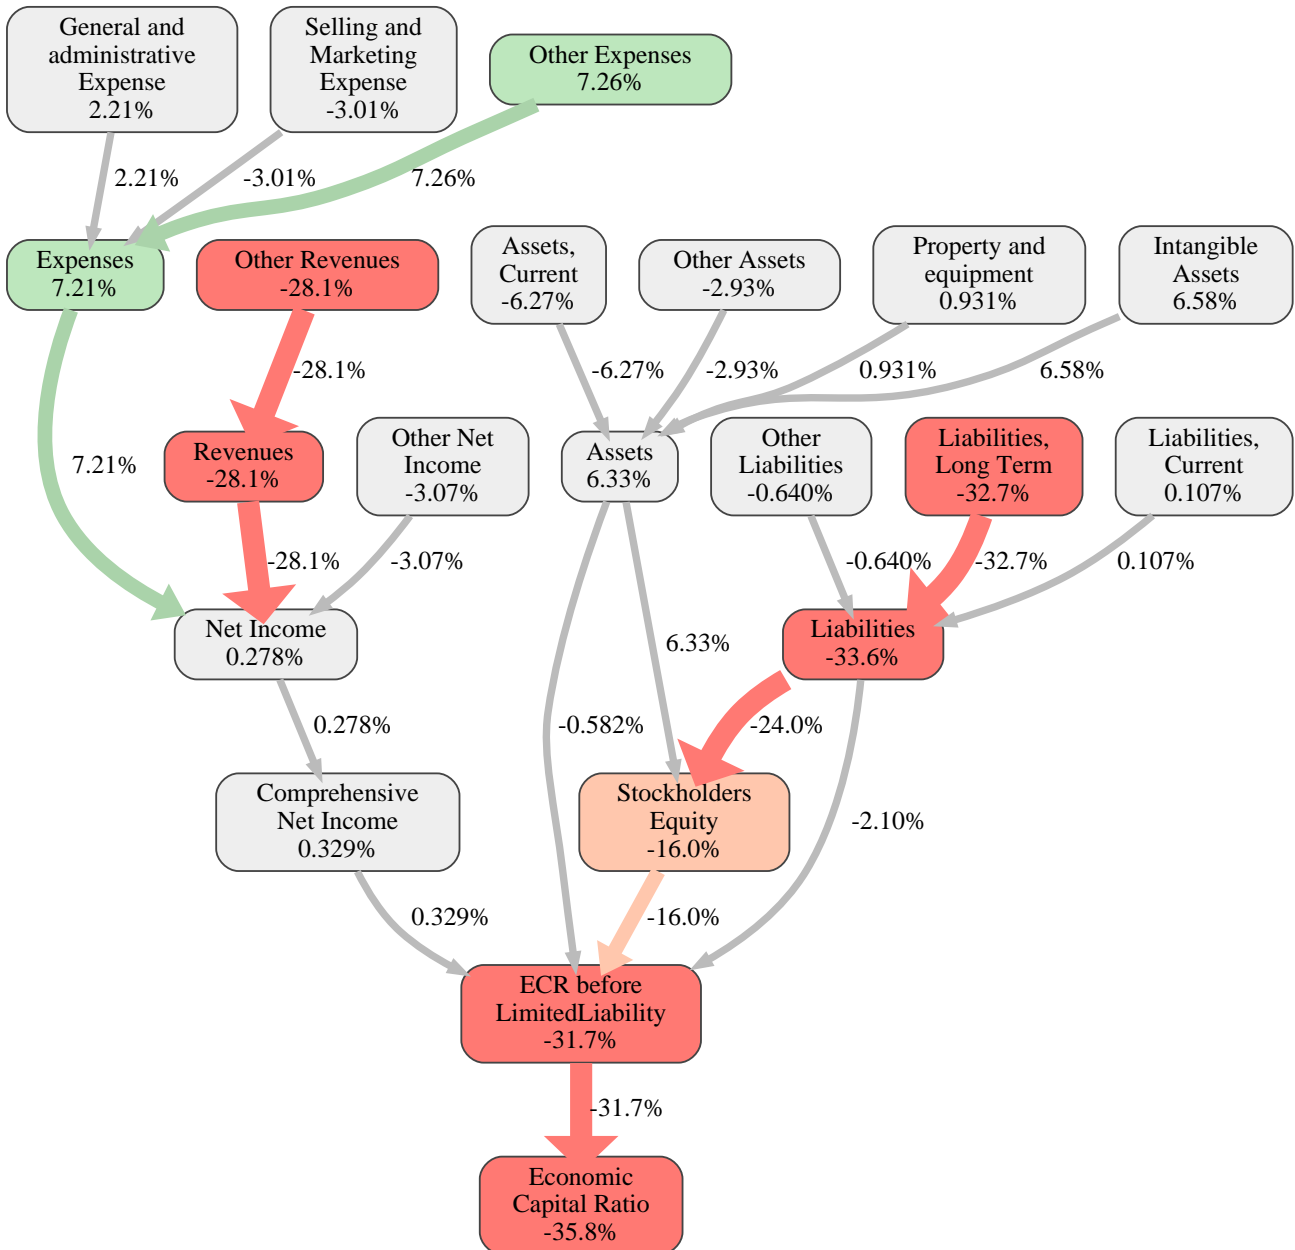 General and
administrative
Expense
2.21%
Selling and
Marketing
Expense
-3.01%
Other Expenses
7.26%
2.21%
-3.01%
7.26%
Expenses
7.21%
Other Revenues
-28.1%
Assets,
Current
-6.27%
Other Assets
-2.93%
Property and
equipment
0.931%
Intangible
Assets
6.58%
-28.1%
-6.27%
-2.93%
0.931%
6.58%
7.21%
Revenues
-28.1%
Other Net
Income
-3.07%
Assets
6.33%
Other
Liabilities
-0.640%
Liabilities,
Long Term
-32.7%
Liabilities,
Current
0.107%
-28.1%
-3.07%
-0.640%
-32.7%
0.107%
Net Income
0.278%
6.33%
Liabilities
-33.6%
0.278%
-0.582%
-24.0%
Comprehensive
Net Income
0.329%
Stockholders
Equity
-16.0%
-2.10%
0.329%
-16.0%
ECR before
LimitedLiability
-31.7%
-31.7%
Economic
Capital Ratio
-35.8%